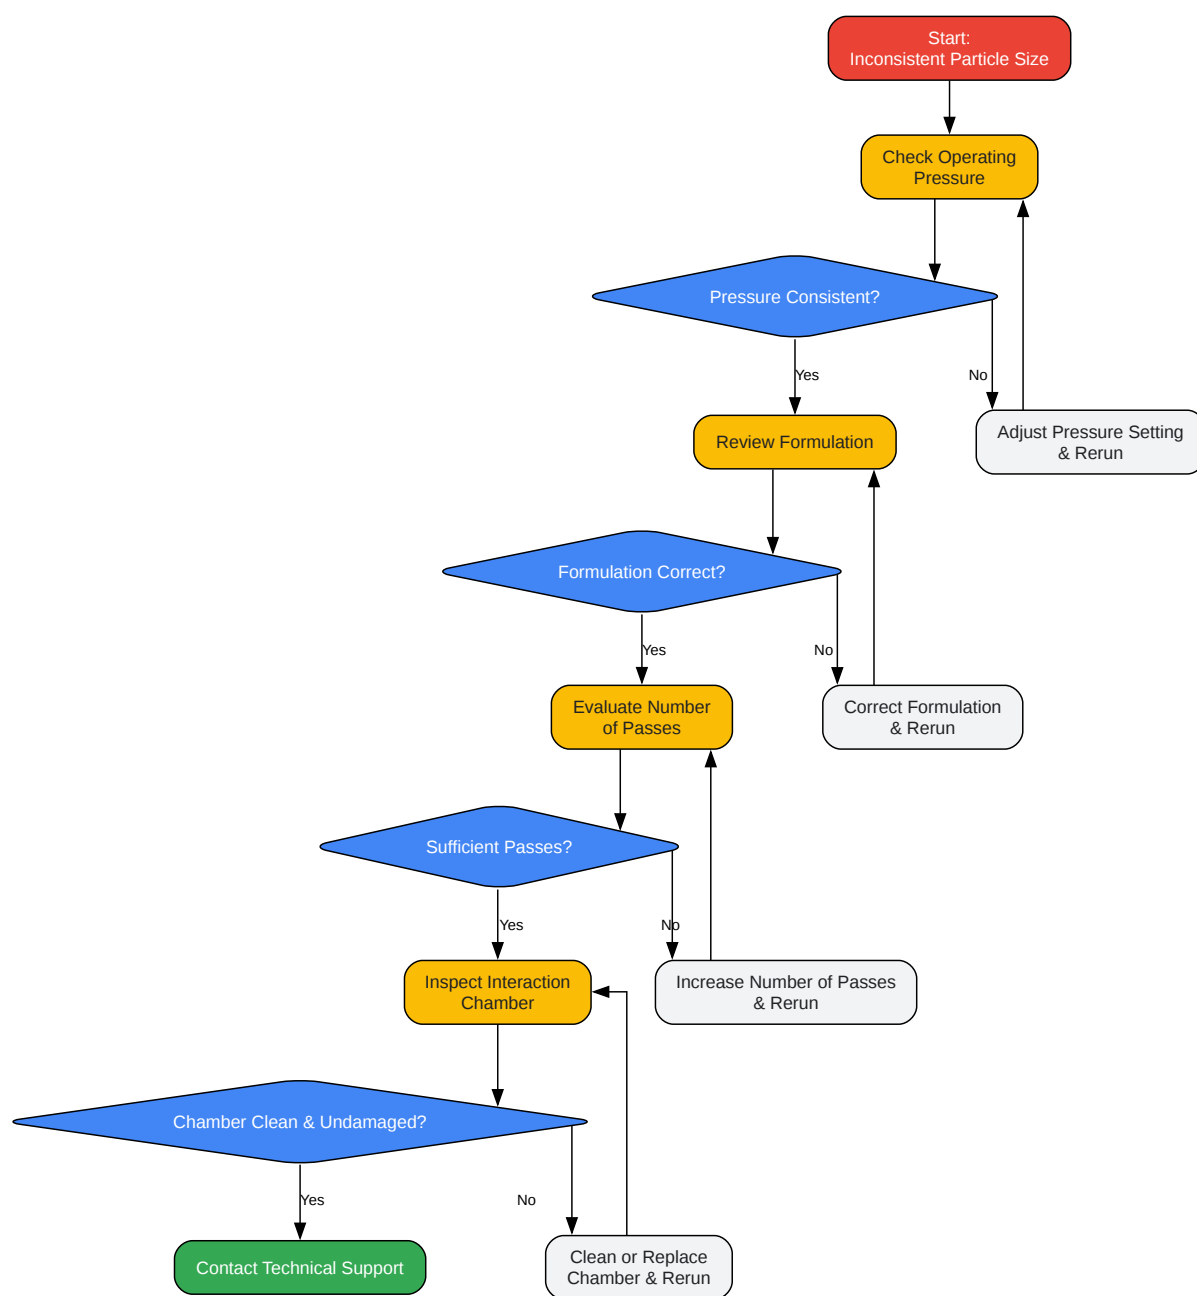 Start:
Inconsistent Particle Size
Check Operating
Pressure
Pressure Consistent?
Yes
No
Adjust Pressure Setting
& Rerun
Review Formulation
Formulation Correct?
Yes
No
Evaluate Number
of Passes
Correct Formulation
& Rerun
Sufficient Passes?
Yes
No
Inspect Interaction
Chamber
Increase Number of Passes
& Rerun
Chamber Clean & Undamaged?
Yes
No
Contact Technical Support
Clean or Replace
Chamber & Rerun